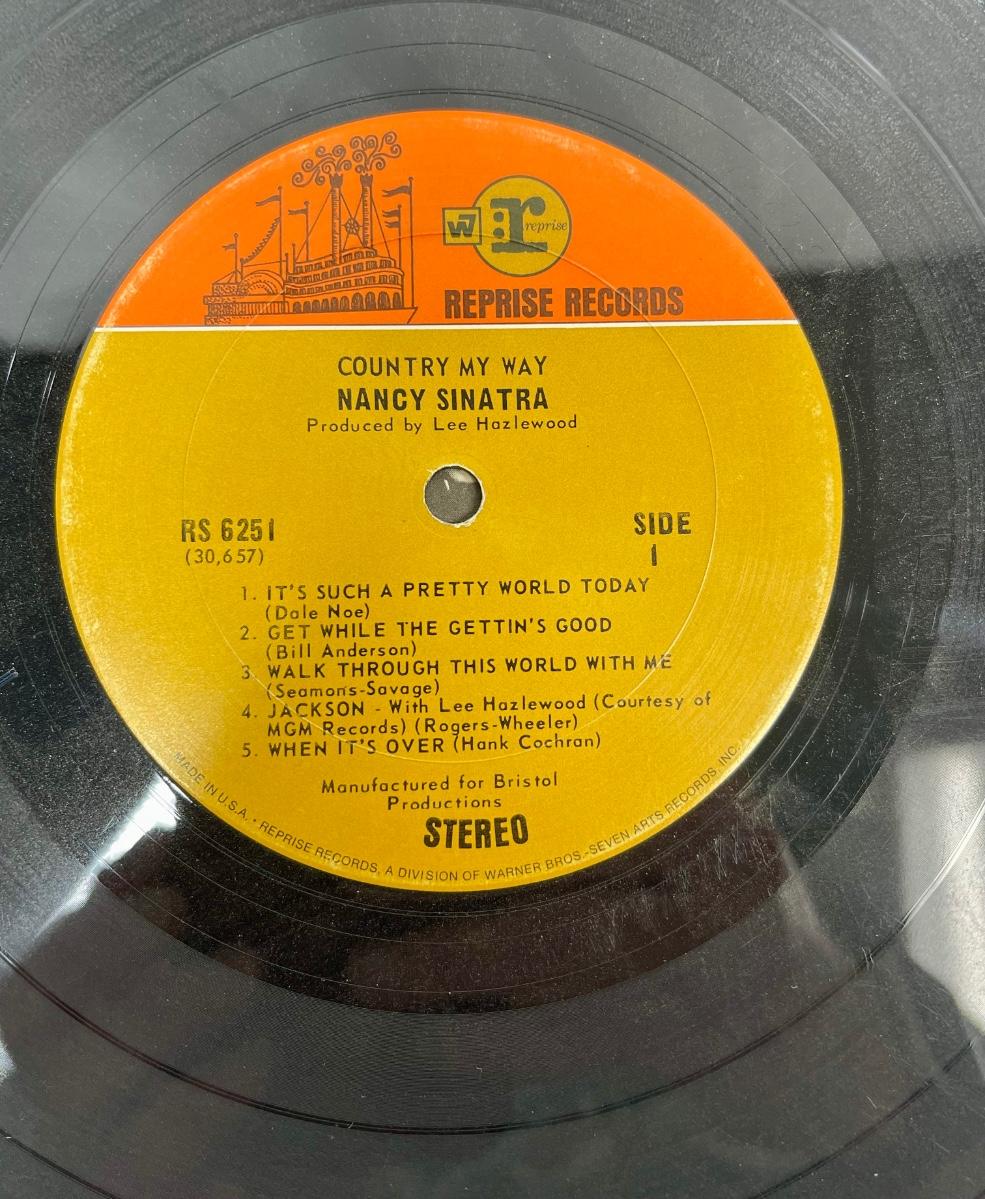 W7 r: reprise
REPRISE RECORDS
COUNTRY MY WAY
NANCY SINATRA
Produced by Lee Hazlewood
RS 6251
(30,657)
SIDE
1
1. IT'S SUCH A PRETTY WORLD TODAY
(Dale Noe)
2. GET WHILE THE GETTIN'S GOOD
(Bill Anderson)
3. WALK THROUGH THIS WORLD WITH ME
(Seamons-Savage)
4. JACKSON - With Lee Hazlewood (Courtesy of
MGM Records) (Rogers-Wheeler)
5. WHEN IT'S OVER (Hank Cochran)
Manufactured for Bristol
Productions
STEREO
MADE IN U.S.A. • REPRISE RECORDS, A DIVISION OF WARNER BROS.-SEVEN ARTS RECORDS, INC.